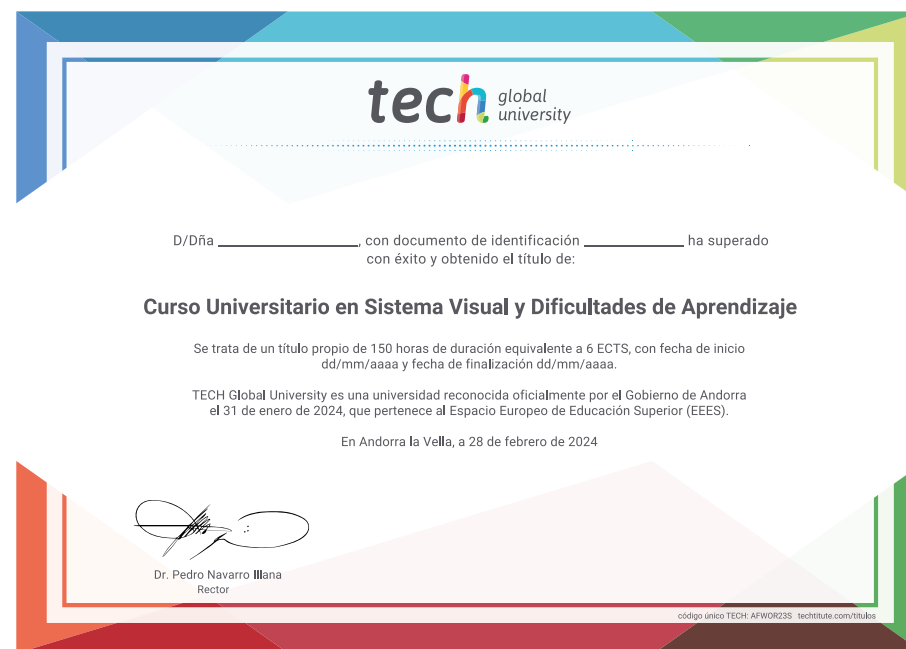 tech global university
D/Dña ____________________, con documento de identificación ______________ ha superado
con éxito y obtenido el título de:
Curso Universitario en Sistema Visual y Dificultades de Aprendizaje
Se trata de un título propio de 150 horas de duración equivalente a 6 ECTS, con fecha de inicio
dd/mm/aaaa y fecha de finalización dd/mm/aaaa.
TECH Global University es una universidad reconocida oficialmente por el Gobierno de Andorra
el 31 de enero de 2024, que pertenece al Espacio Europeo de Educación Superior (EEES).
En Andorra la Vella, a 28 de febrero de 2024
Dr. Pedro Navarro Illana
Rector
código único TECH: AFWOR23S techtitute.com/titulos